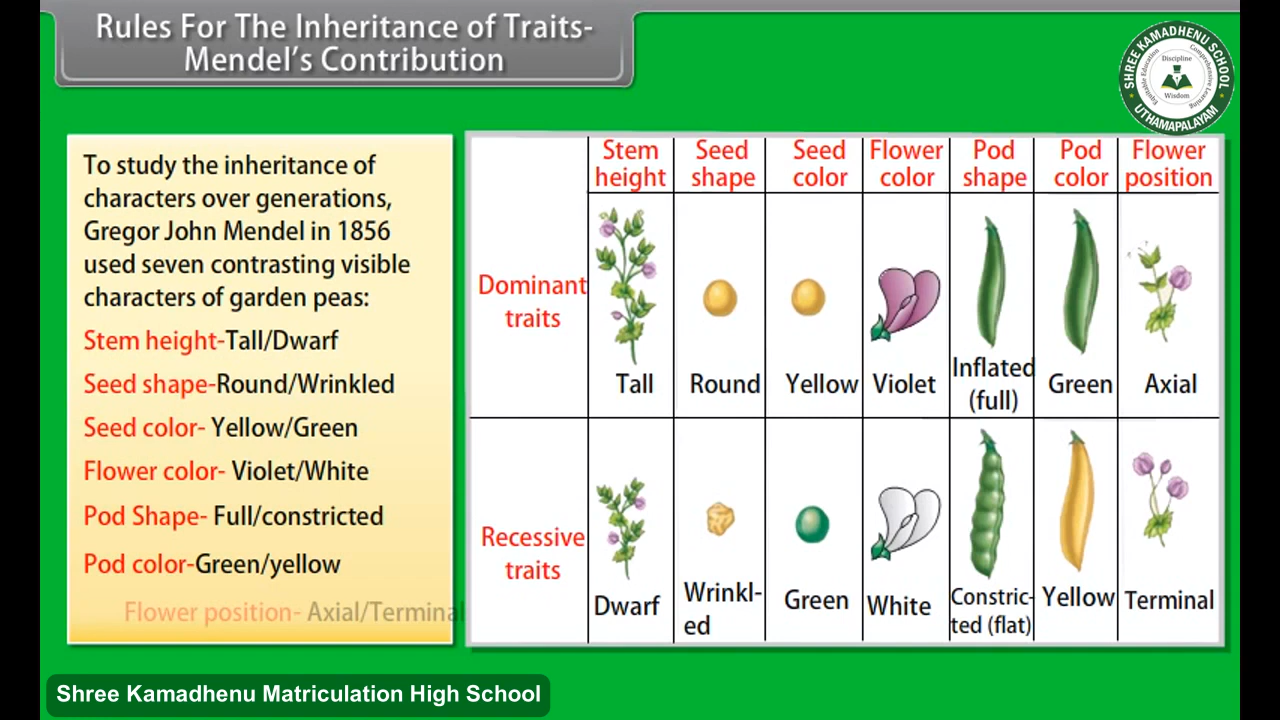 Rules For The Inheritance of Traits-
Mendel's Contribution
SHREE KAMADHENU SCHOOL
Equitable Education
Comprehensive Learning
Discipline
Wisdom
UTHAMAPALAYAM
To study the inheritance of
characters over generations,
Gregor John Mendel in 1856
used seven contrasting visible
characters of garden peas:
Stem height-Tall/Dwarf
Seed shape-Round/Wrinkled
Seed color- Yellow/Green
Flower color- Violet/White
Pod Shape- Full/constricted
Pod color-Green/yellow
Flower position- Axial/Terminal
Stem height
Seed shape
Seed color
Flower color
Pod shape
Pod color
Flower position
Dominant
traits
Tall
Round
Yellow
Violet
Inflated
(full)
Green
Axial
Recessive
traits
Dwarf
Wrinkl-
ed
Green
White
Constric-
ted (flat)
Yellow
Terminal
Shree Kamadhenu Matriculation High School